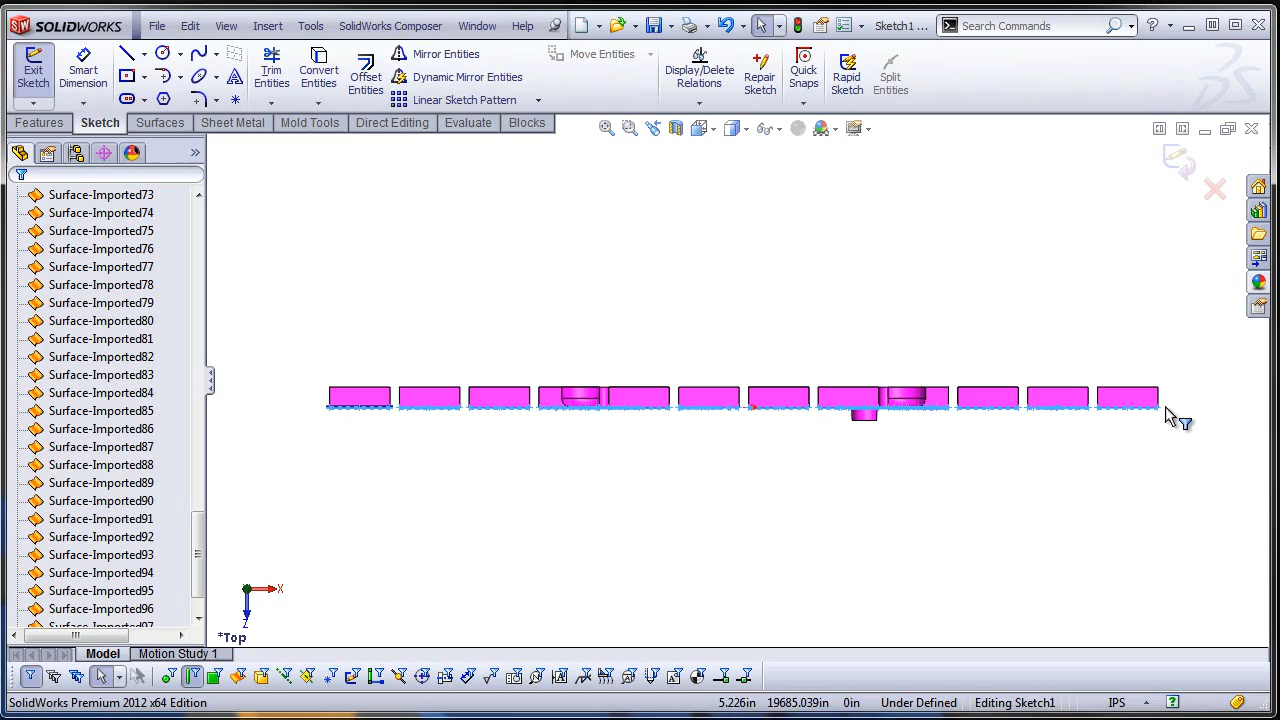 SOLIDWORKS File Edit View Insert Tools SolidWorks Composer Window Help Sketch1 ... Search Commands
Exit Sketch
Smart Dimension
Trim Entities
Convert Entities
Offset Entities
Mirror Entities
Dynamic Mirror Entities
Linear Sketch Pattern
Move Entities
Display/Delete Relations
Repair Sketch
Quick Snaps
Rapid Sketch
Split Entities
Features Sketch Surfaces Sheet Metal Mold Tools Direct Editing Evaluate Blocks
Surface-Imported73
Surface-Imported74
Surface-Imported75
Surface-Imported76
Surface-Imported77
Surface-Imported78
Surface-Imported79
Surface-Imported80
Surface-Imported81
Surface-Imported82
Surface-Imported83
Surface-Imported84
Surface-Imported85
Surface-Imported86
Surface-Imported87
Surface-Imported88
Surface-Imported89
Surface-Imported90
Surface-Imported91
Surface-Imported92
Surface-Imported93
Surface-Imported94
Surface-Imported95
Surface-Imported96
Surface-Imported97
X
Z
*Top
Model Motion Study 1
SolidWorks Premium 2012 x64 Edition 5.226in 19685.039in 0in Under Defined Editing Sketch1 IPS